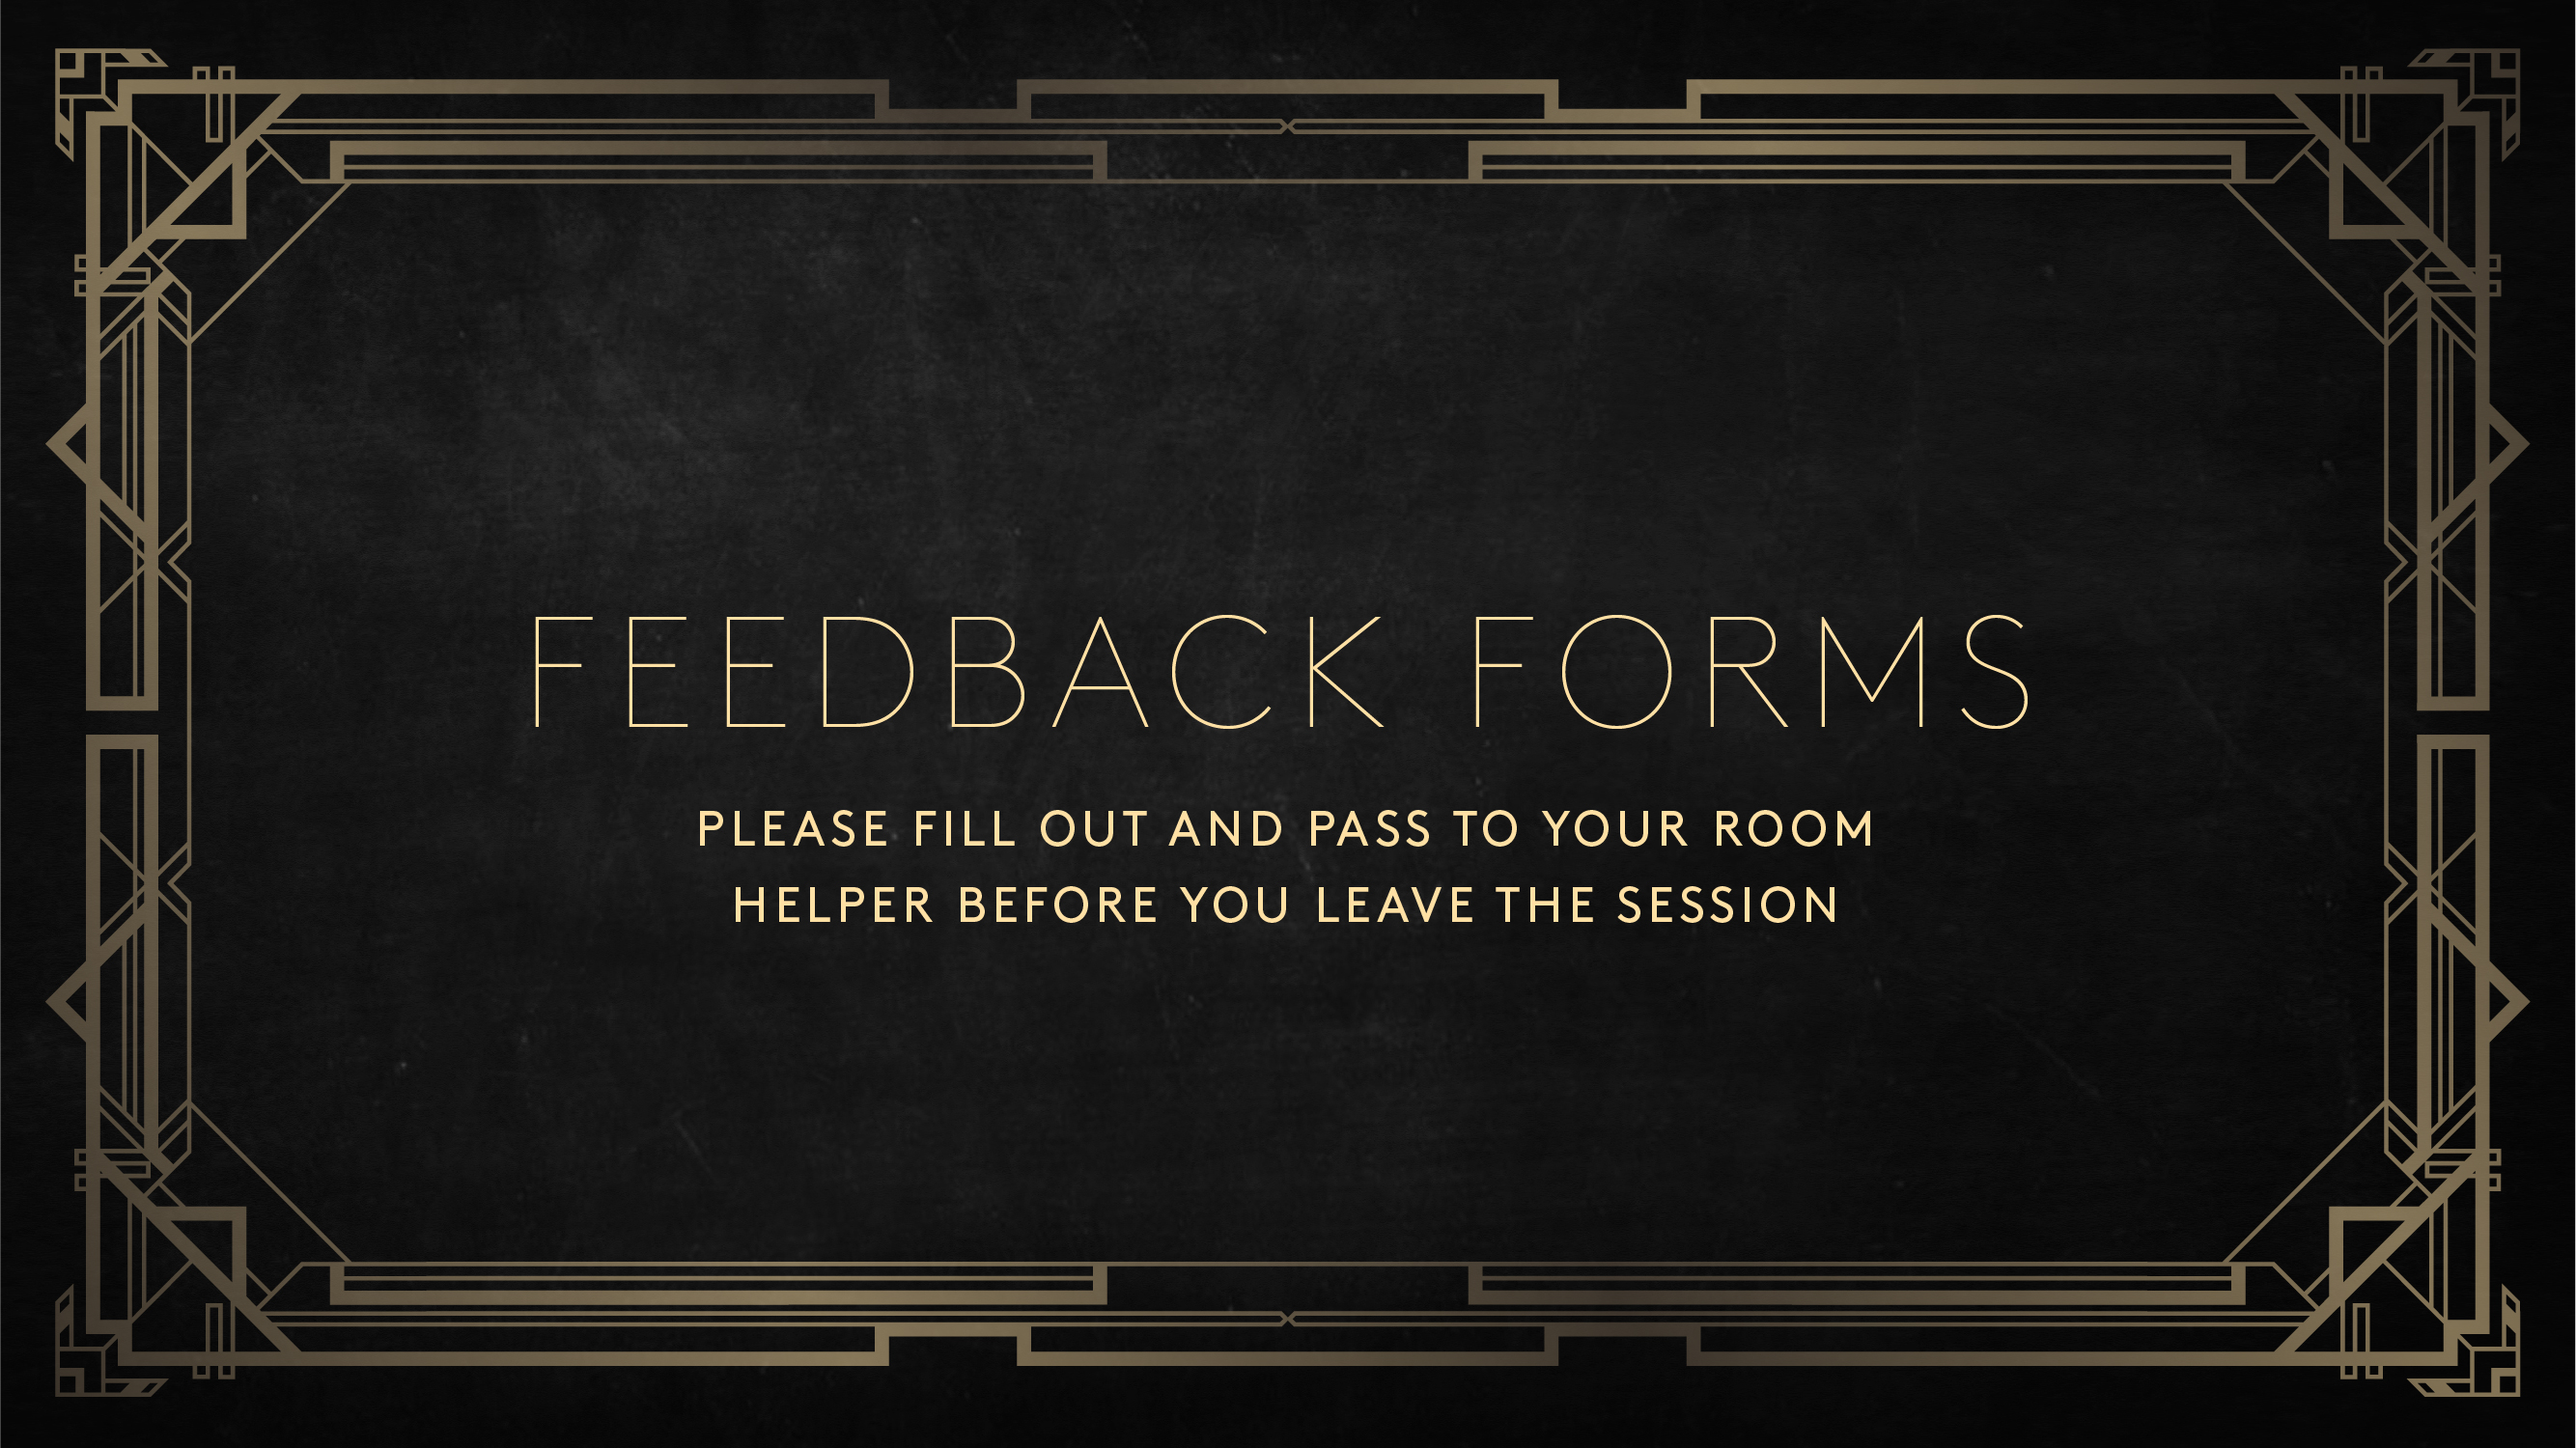 FEEDBACK FORMS
PLEASE FILL OUT AND PASS TO YOUR ROOM
HELPER BEFORE YOU LEAVE THE SESSION